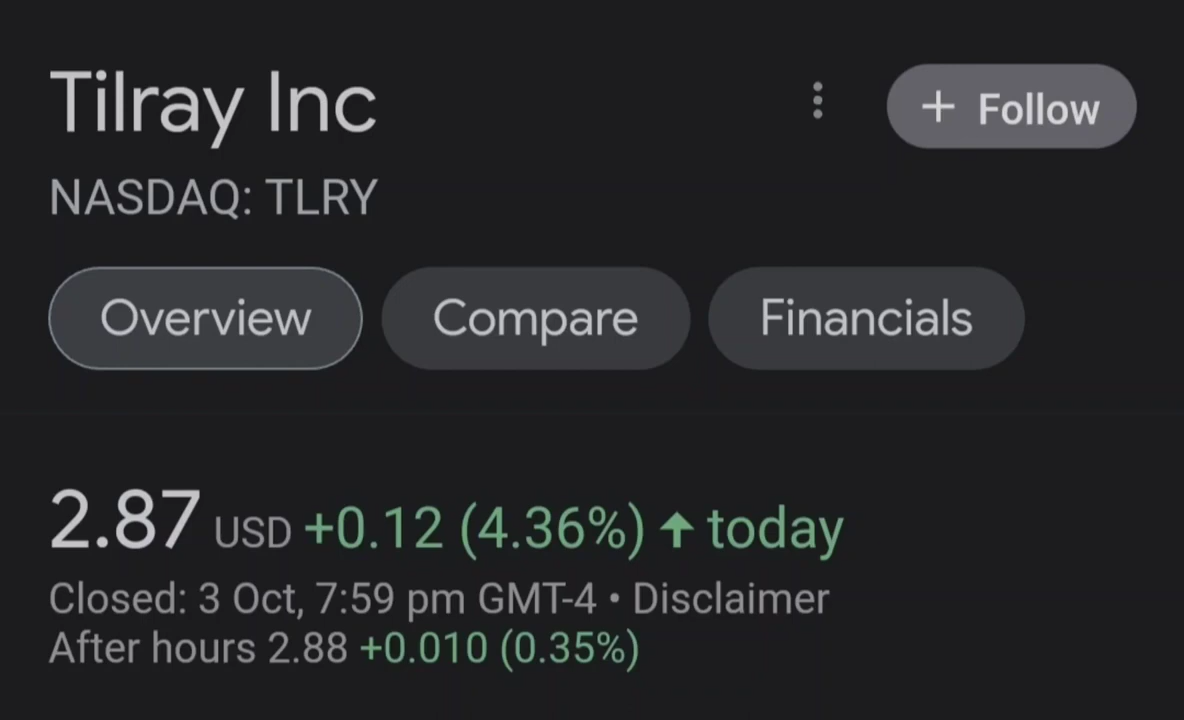 Tilray Inc
+ Follow
NASDAQ: TLRY
Overview Compare Financials
2.87 USD +0.12 (4.36%) ↑ today
Closed: 3 Oct, 7:59 pm GMT-4 • Disclaimer
After hours 2.88 +0.010 (0.35%)